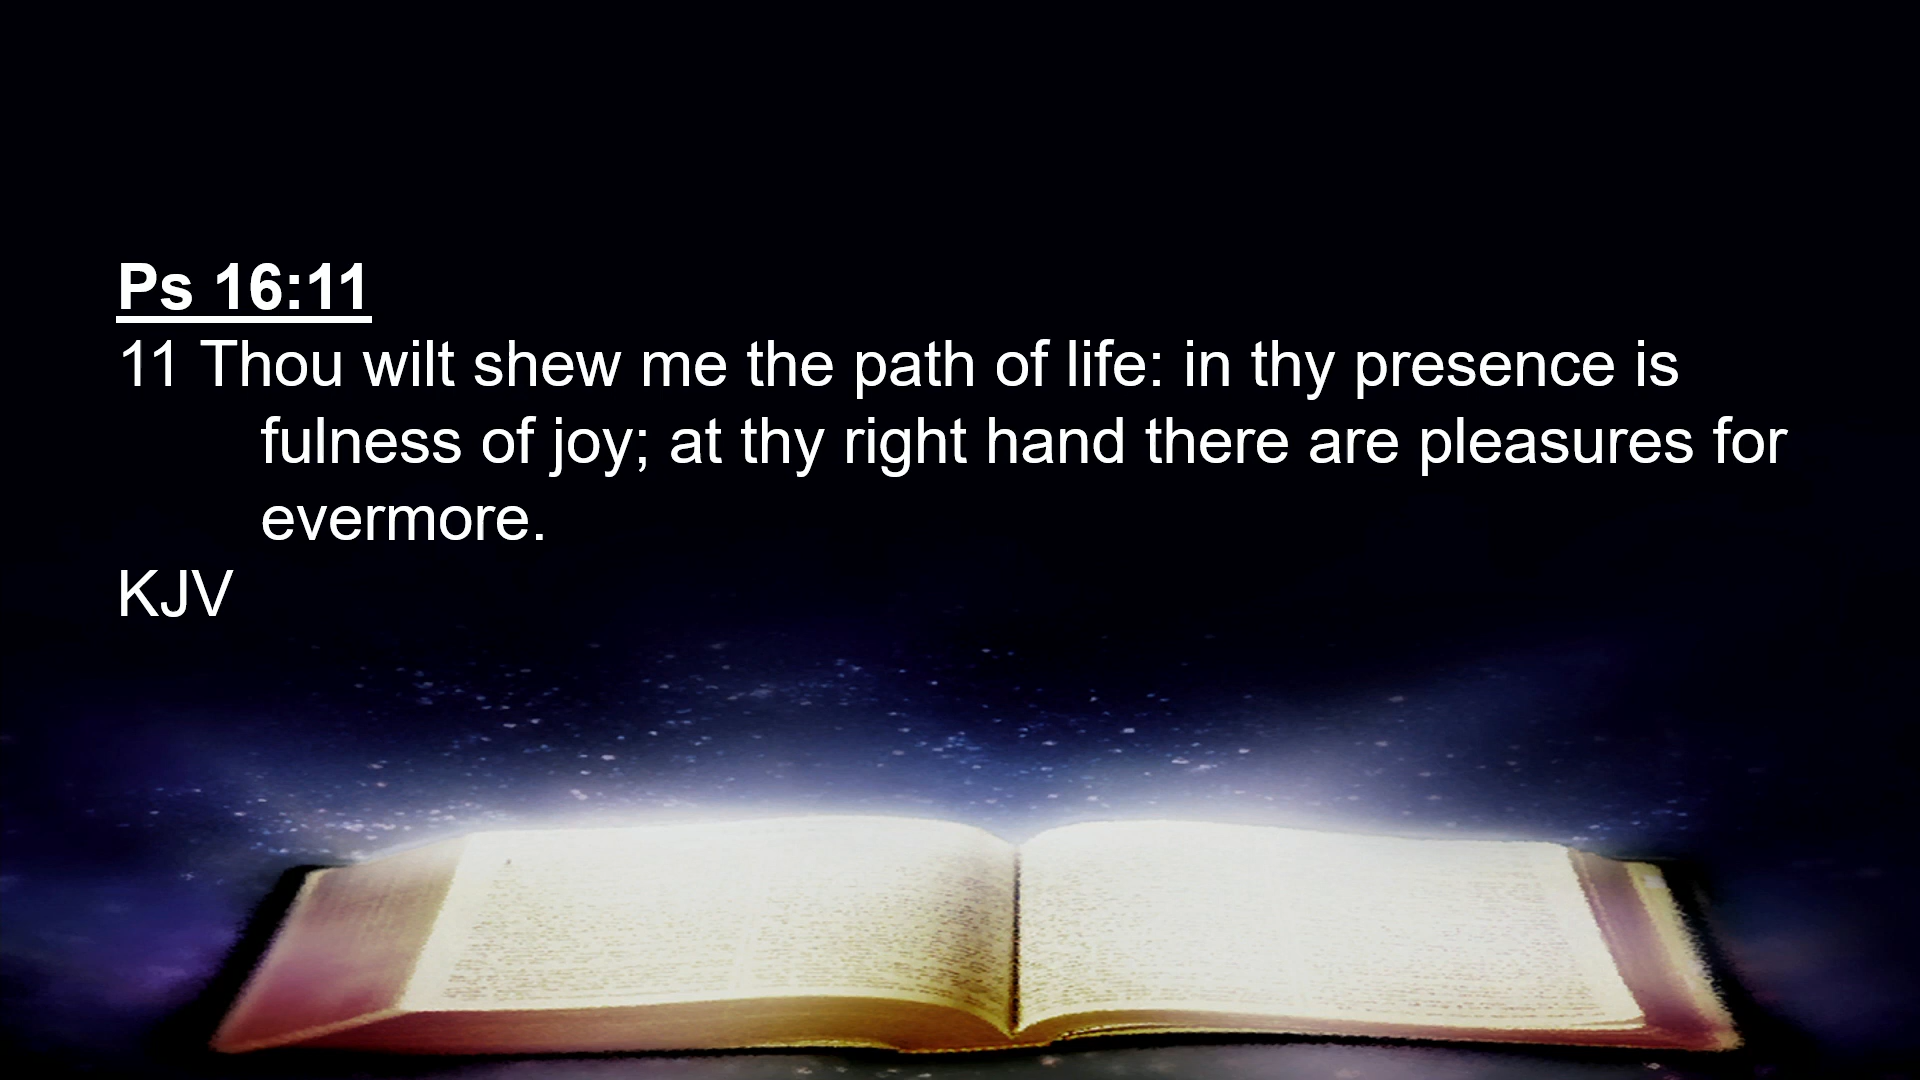 Ps 16:11
11 Thou wilt shew me the path of life: in thy presence is
fulness of joy; at thy right hand there are pleasures for
evermore.
KJV